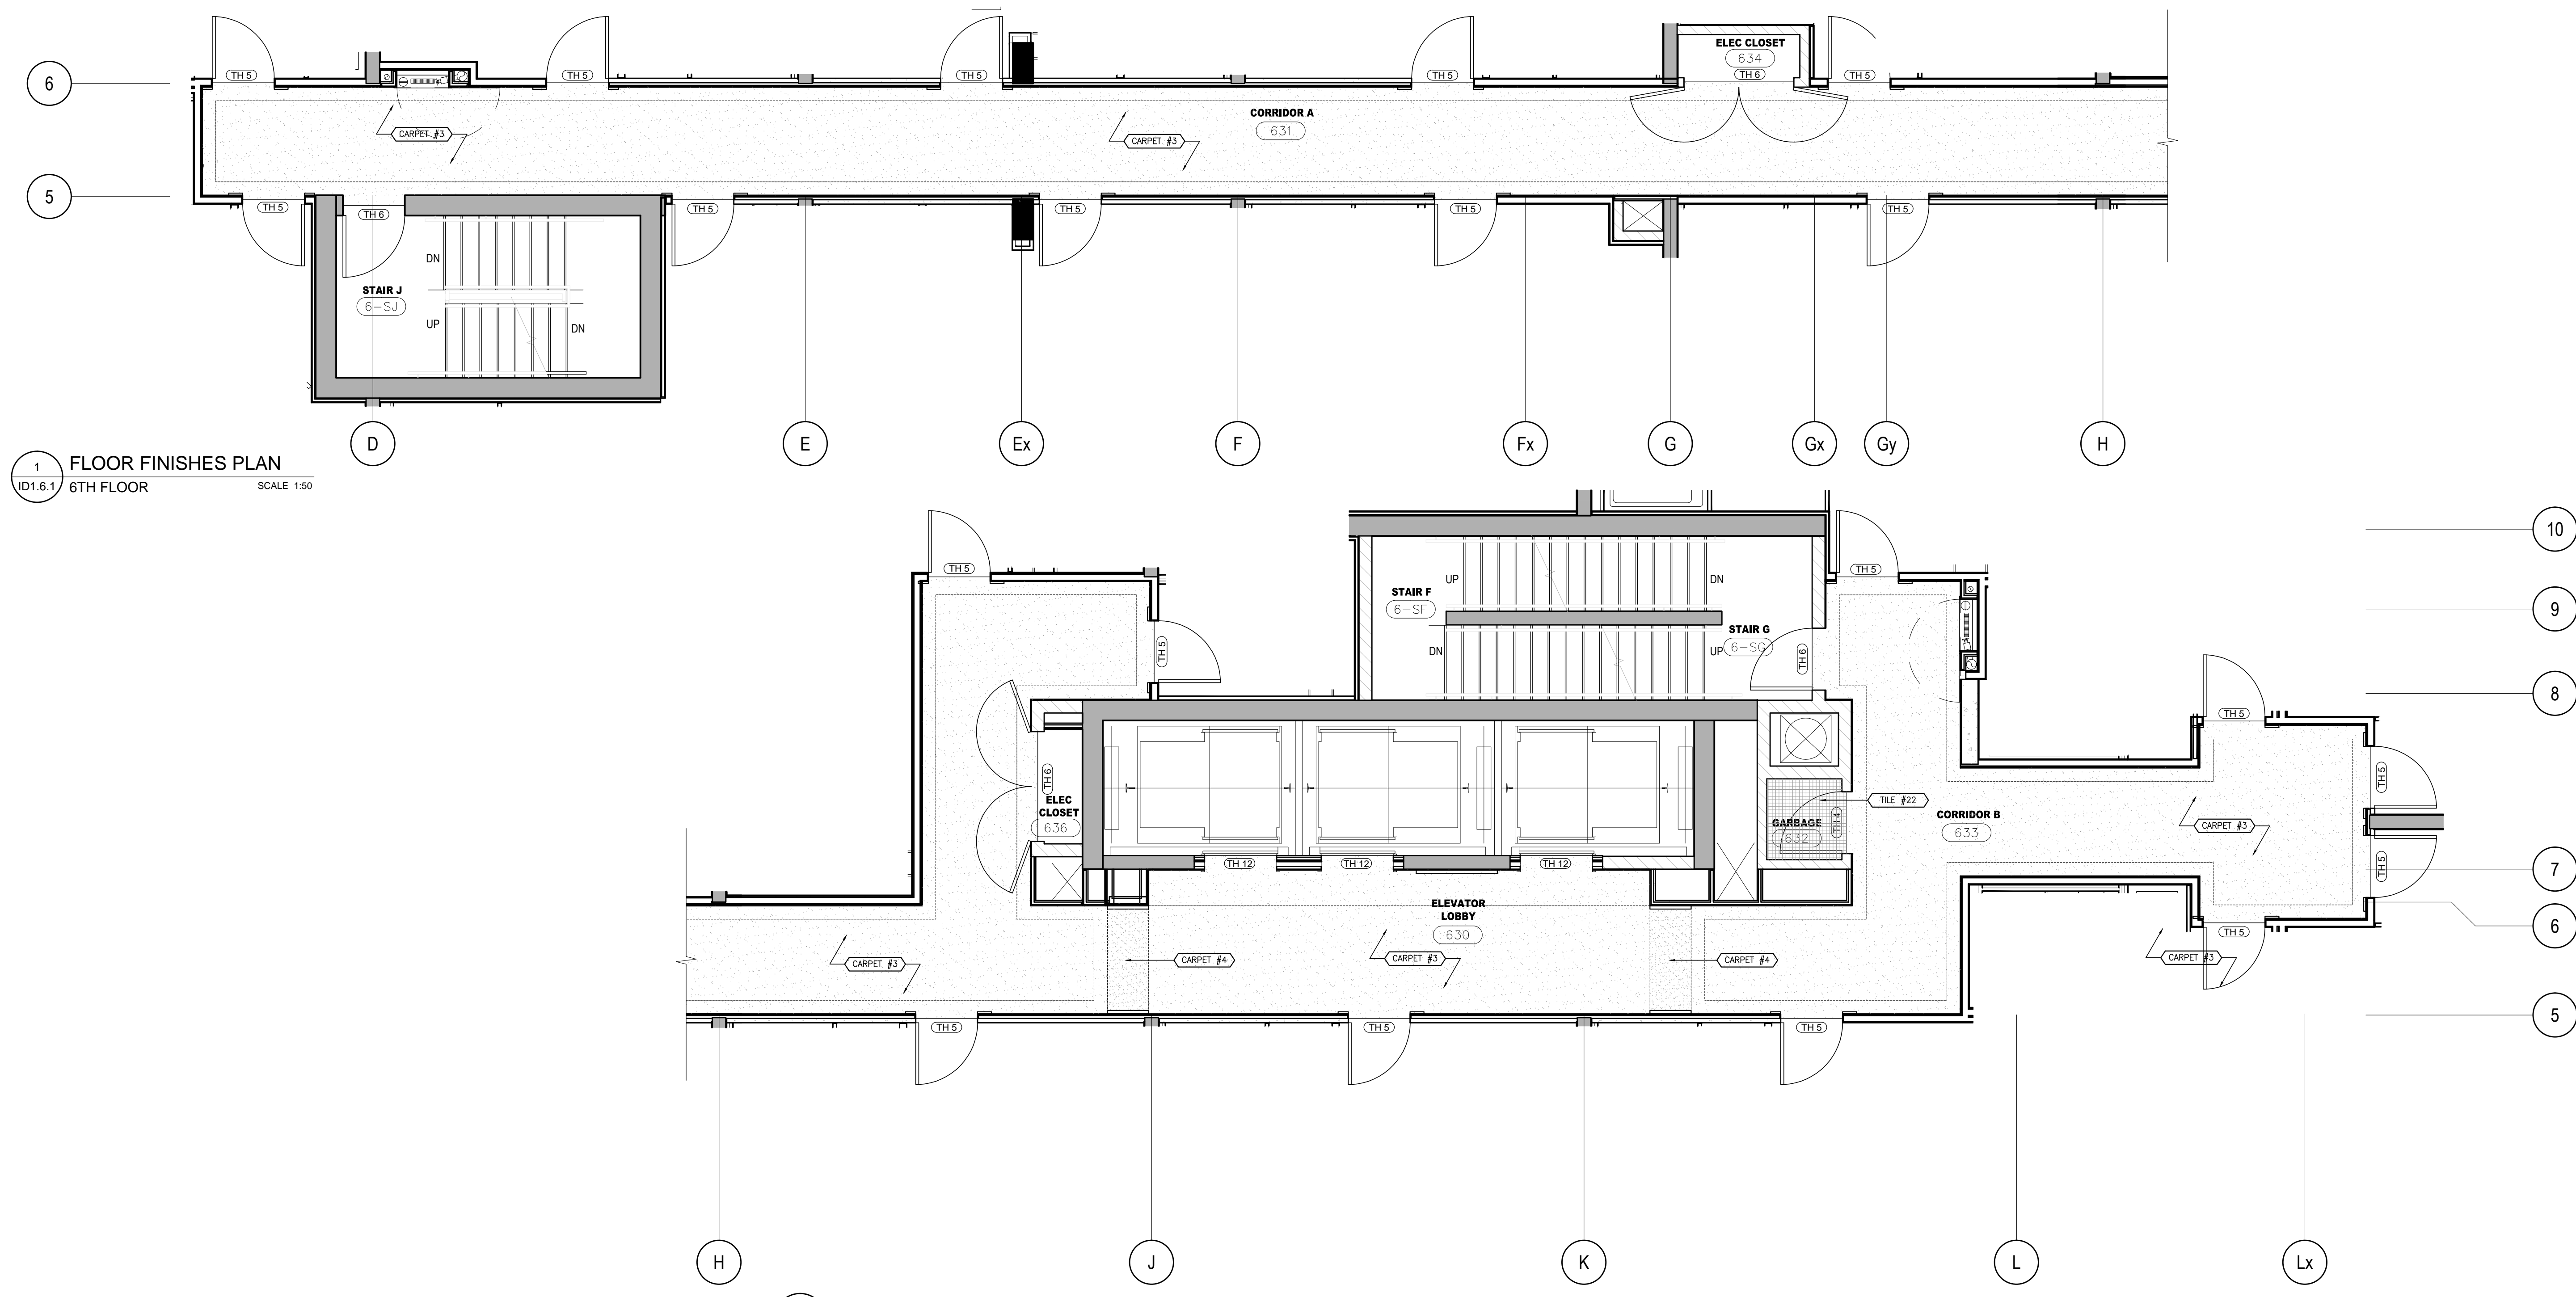 TH 5
TH 5
TH 5
TH 5
ELEC CLOSET
634
TH 6
TH 5
6
CORRIDOR A
631
CARPET #3
CARPET #3
5
TH 5
TH 6
TH 5
TH 5
TH 5
TH 5
DN
STAIR J
6-SJ
UP
DN
D
E
Ex
F
Fx
G
Gx
Gy
H
1
FLOOR FINISHES PLAN
ID1.6.1
6TH FLOOR
SCALE 1:50
10
TH 5
TH 5
UP
DN
STAIR F
6-SF
9
STAIR G
6-SG
DN
UP
TH 5
TH 6
8
TH 5
TH 6
ELEC
CLOSET
636
TH 5
TILE #22
GARBAGE
632
TH 4
CORRIDOR B
633
CARPET #3
TH 12
TH 12
TH 12
TH 5
7
ELEVATOR
LOBBY
630
6
TH 5
CARPET #3
CARPET #4
CARPET #3
CARPET #4
CARPET #3
5
TH 5
TH 5
TH 5
H
J
K
L
Lx